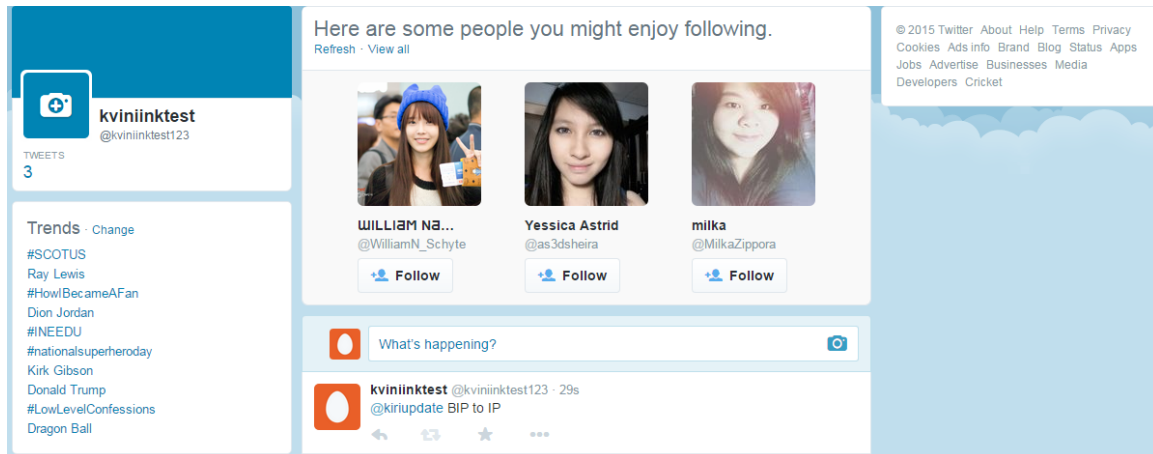 kviniinktest
@kviniinktest123
TWEETS
3
Trends · Change
#SCOTUS
Ray Lewis
#HowIBecameAFan
Dion Jordan
#INEEDU
#nationalsuperheroday
Kirk Gibson
Donald Trump
#LowLevelConfessions
Dragon Ball
Here are some people you might enjoy following.
Refresh · View all
@WilliamN_Schyte
Follow
Yessica Astrid
@as3dsheira
Follow
milka
@MilkaZippora
Follow
What's happening?
kviniinktest @kviniinktest123 · 29s
@kiriupdate BIP to IP
© 2015 Twitter About Help Terms Privacy
Cookies Ads info Brand Blog Status Apps
Jobs Advertise Businesses Media
Developers Cricket